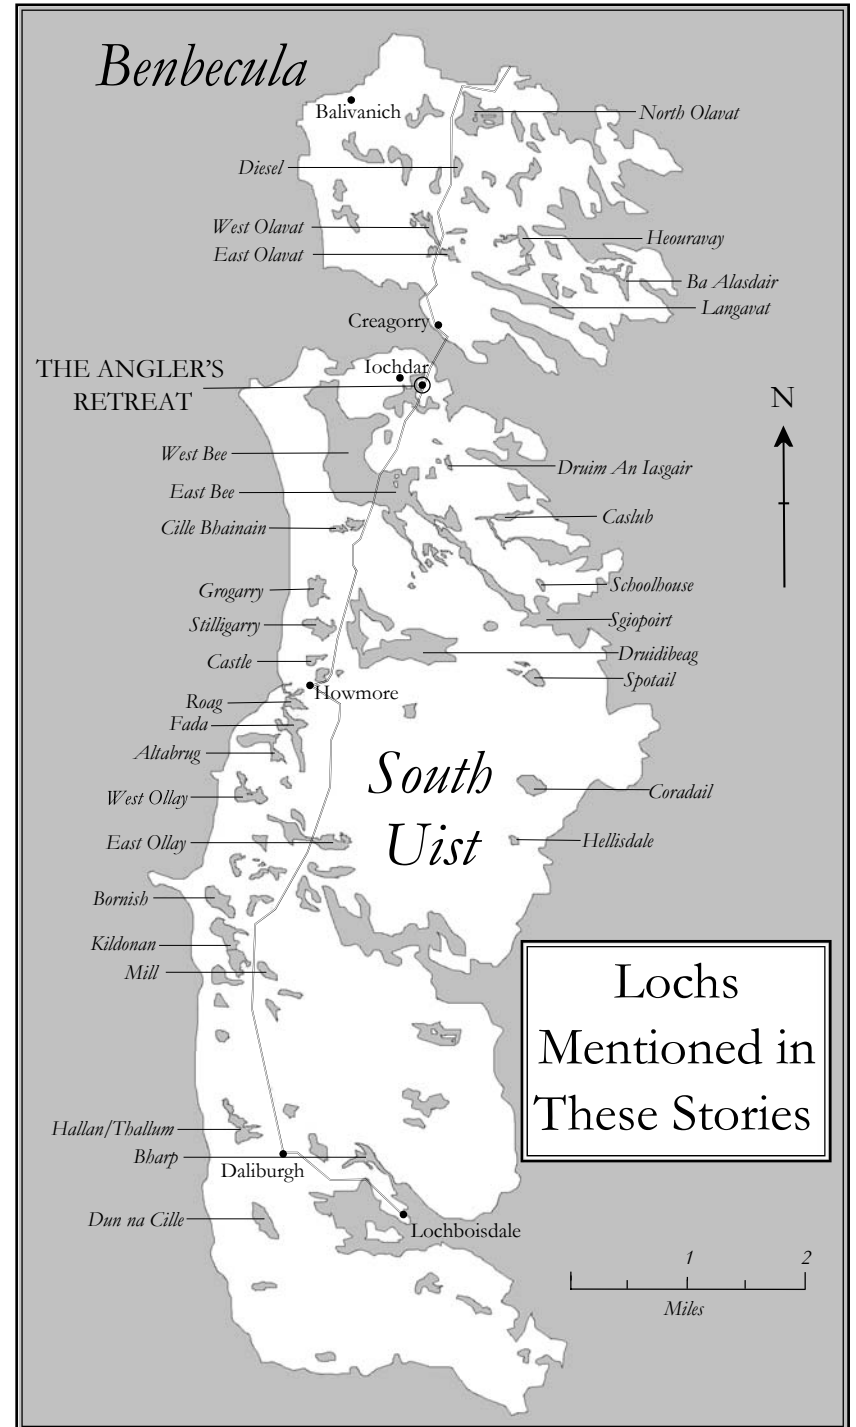 Benbecula
Balivanich
North Olavat
Diesel
West Olavat
East Olavat
Heouravay
Ba Alasdair
Langavat
Creagorry
Iochdar
THE ANGLER'S
RETREAT
N
West Bee
Druim An Iasgair
East Bee
Caslub
Cille Bhainain
Schoolhouse
Grogarry
Sgiopoirt
Stilligarry
Druidibeag
Castle
Spotail
Howmore
Roag
Fada
Altabrug
South
Uist
West Ollay
Coradail
East Ollay
Hellisdale
Bornish
Kildonan
Mill
Lochs
Mentioned in
These Stories
Hallan/Thallum
Bharp
Daliburgh
Dun na Cille
Lochboisdale
1 2
Miles